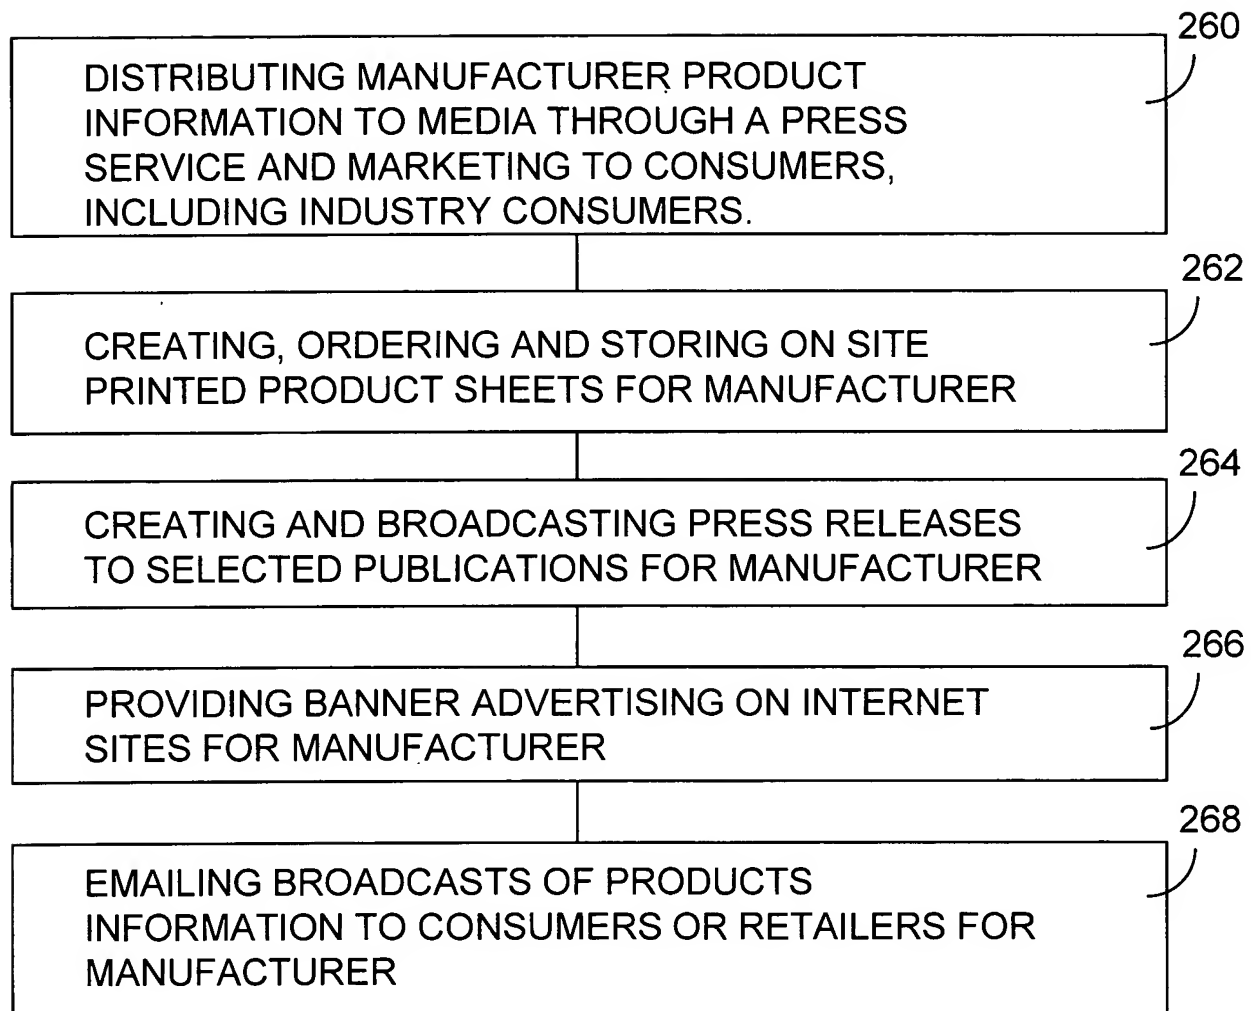 260
DISTRIBUTING MANUFACTURER PRODUCT
INFORMATION TO MEDIA THROUGH A PRESS
SERVICE AND MARKETING TO CONSUMERS,
INCLUDING INDUSTRY CONSUMERS.
262
CREATING, ORDERING AND STORING ON SITE
PRINTED PRODUCT SHEETS FOR MANUFACTURER
264
CREATING AND BROADCASTING PRESS RELEASES
TO SELECTED PUBLICATIONS FOR MANUFACTURER
266
PROVIDING BANNER ADVERTISING ON INTERNET
SITES FOR MANUFACTURER
268
EMAILING BROADCASTS OF PRODUCTS
INFORMATION TO CONSUMERS OR RETAILERS FOR
MANUFACTURER